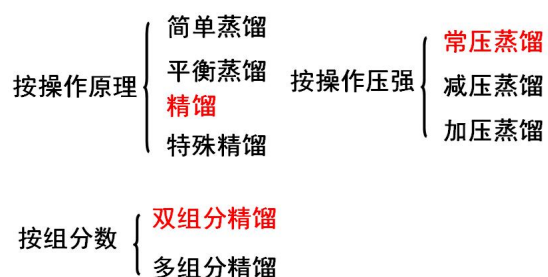 按操作原理
简单蒸馏
平衡蒸馏
精馏
特殊精馏
按操作压强
常压蒸馏
减压蒸馏
加压蒸馏
按组分数
双组分精馏
多组分精馏